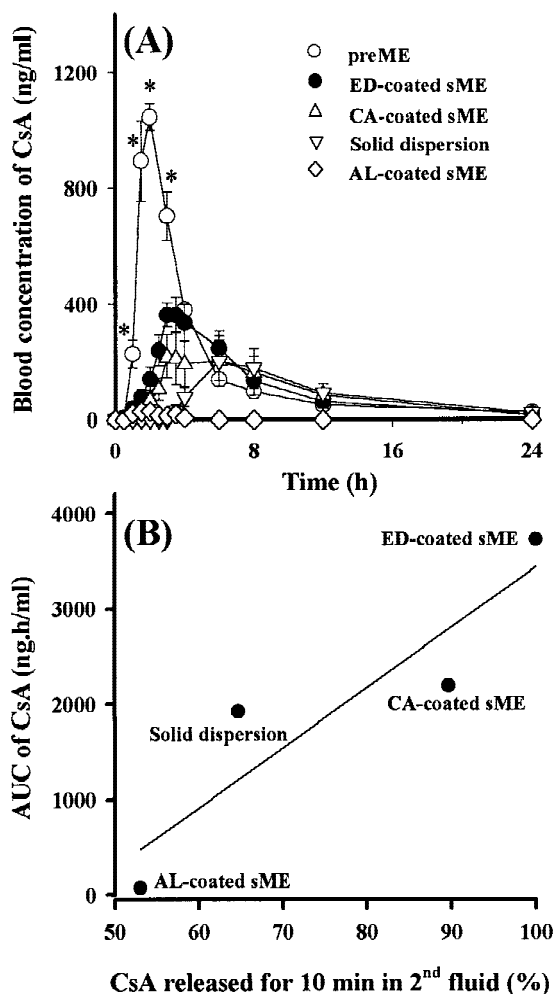 (A)
Blood concentration of CsA (ng/ml)
1200
800
400
0
preME
ED-coated sME
CA-coated sME
Solid dispersion
AL-coated sME
*
*
*
*
0 8 16 24
Time (h)
(B)
AUC of CsA (ng.h/ml)
4000
3000
2000
1000
0
ED-coated sME
CA-coated sME
Solid dispersion
AL-coated sME
50 60 70 80 90 100
CsA released for 10 min in 2nd fluid (%)